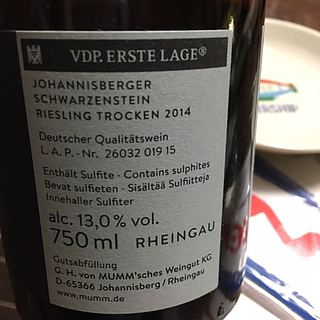 VDP. ERSTE LAGE®
JOHANNISBERGER
SCHWARZENSTEIN
RIESLING TROCKEN 2014
Deutscher Qualitätswein
L. A. P. - Nr. 26032 019 15
Enthält Sulfite · Contains sulphites
Bevat sulfieten · Sisältää Sulfiitteja
Innehaller Sulfiter
alc. 13,0 % vol.
750 ml RHEINGAU
Gutsabfüllung
G. H. von MUMM'sches Weingut KG
D-65366 Johannisberg / Rheingau
www.mumm.de